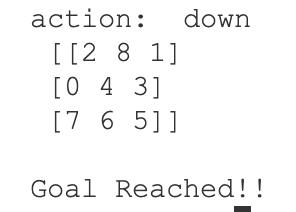 action:  down
[[2 8 1]
[0 4 3]
[7 6 5]]
Goal Reached!!